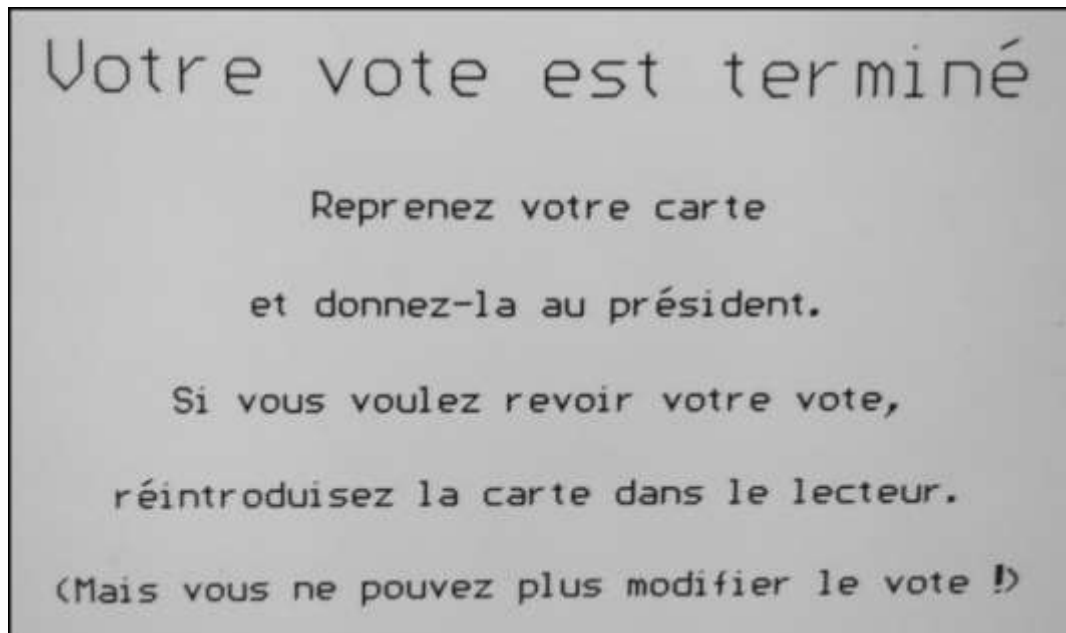 Votre vote est terminé
Reprenez votre carte
et donnez-la au président.
Si vous voulez revoir votre vote,
réintroduisez la carte dans le lecteur.
(Mais vous ne pouvez plus modifier le vote !)